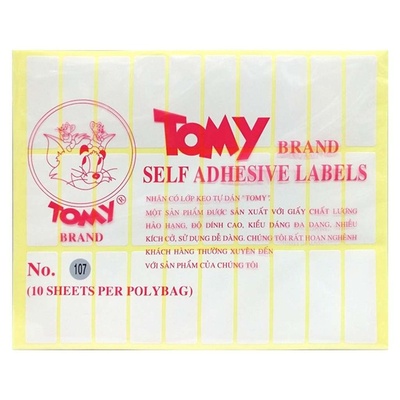 TOMY BRAND
SELF ADHESIVE LABELS
NHÃN CÓ LỚP KEO TỰ DÁN "TOMY".
MỘT SẢN PHẨM ĐƯỢC SẢN XUẤT VỚI GIẤY CHẤT LƯỢNG
HẢO HẠNG, ĐỘ DÍNH CAO, KIỂU DÁNG ĐA DẠNG, NHIỀU
KÍCH CỠ, SỬ DỤNG DỄ DÀNG. CHÚNG TÔI RẤT HOAN NGHÊNH
KHÁCH HÀNG THƯỜNG XUYÊN ĐẾN
VỚI SẢN PHẨM CỦA CHÚNG TÔI
TOMY®
BRAND
No. 107
(10 SHEETS PER POLYBAG)